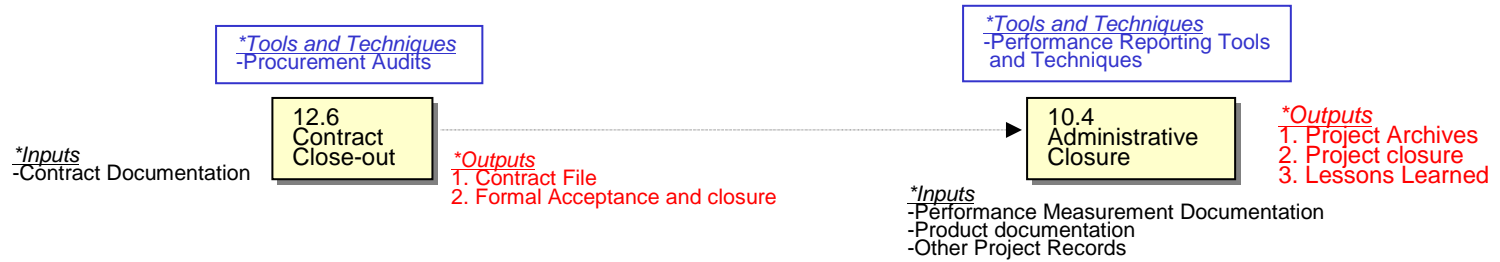 *Tools and Techniques
-Procurement Audits
12.6
Contract
Close-out
*Inputs
-Contract Documentation
*Outputs
1. Contract File
2. Formal Acceptance and closure
*Tools and Techniques
-Performance Reporting Tools
and Techniques
10.4
Administrative
Closure
*Outputs
1. Project Archives
2. Project closure
3. Lessons Learned
*Inputs
-Performance Measurement Documentation
-Product documentation
-Other Project Records